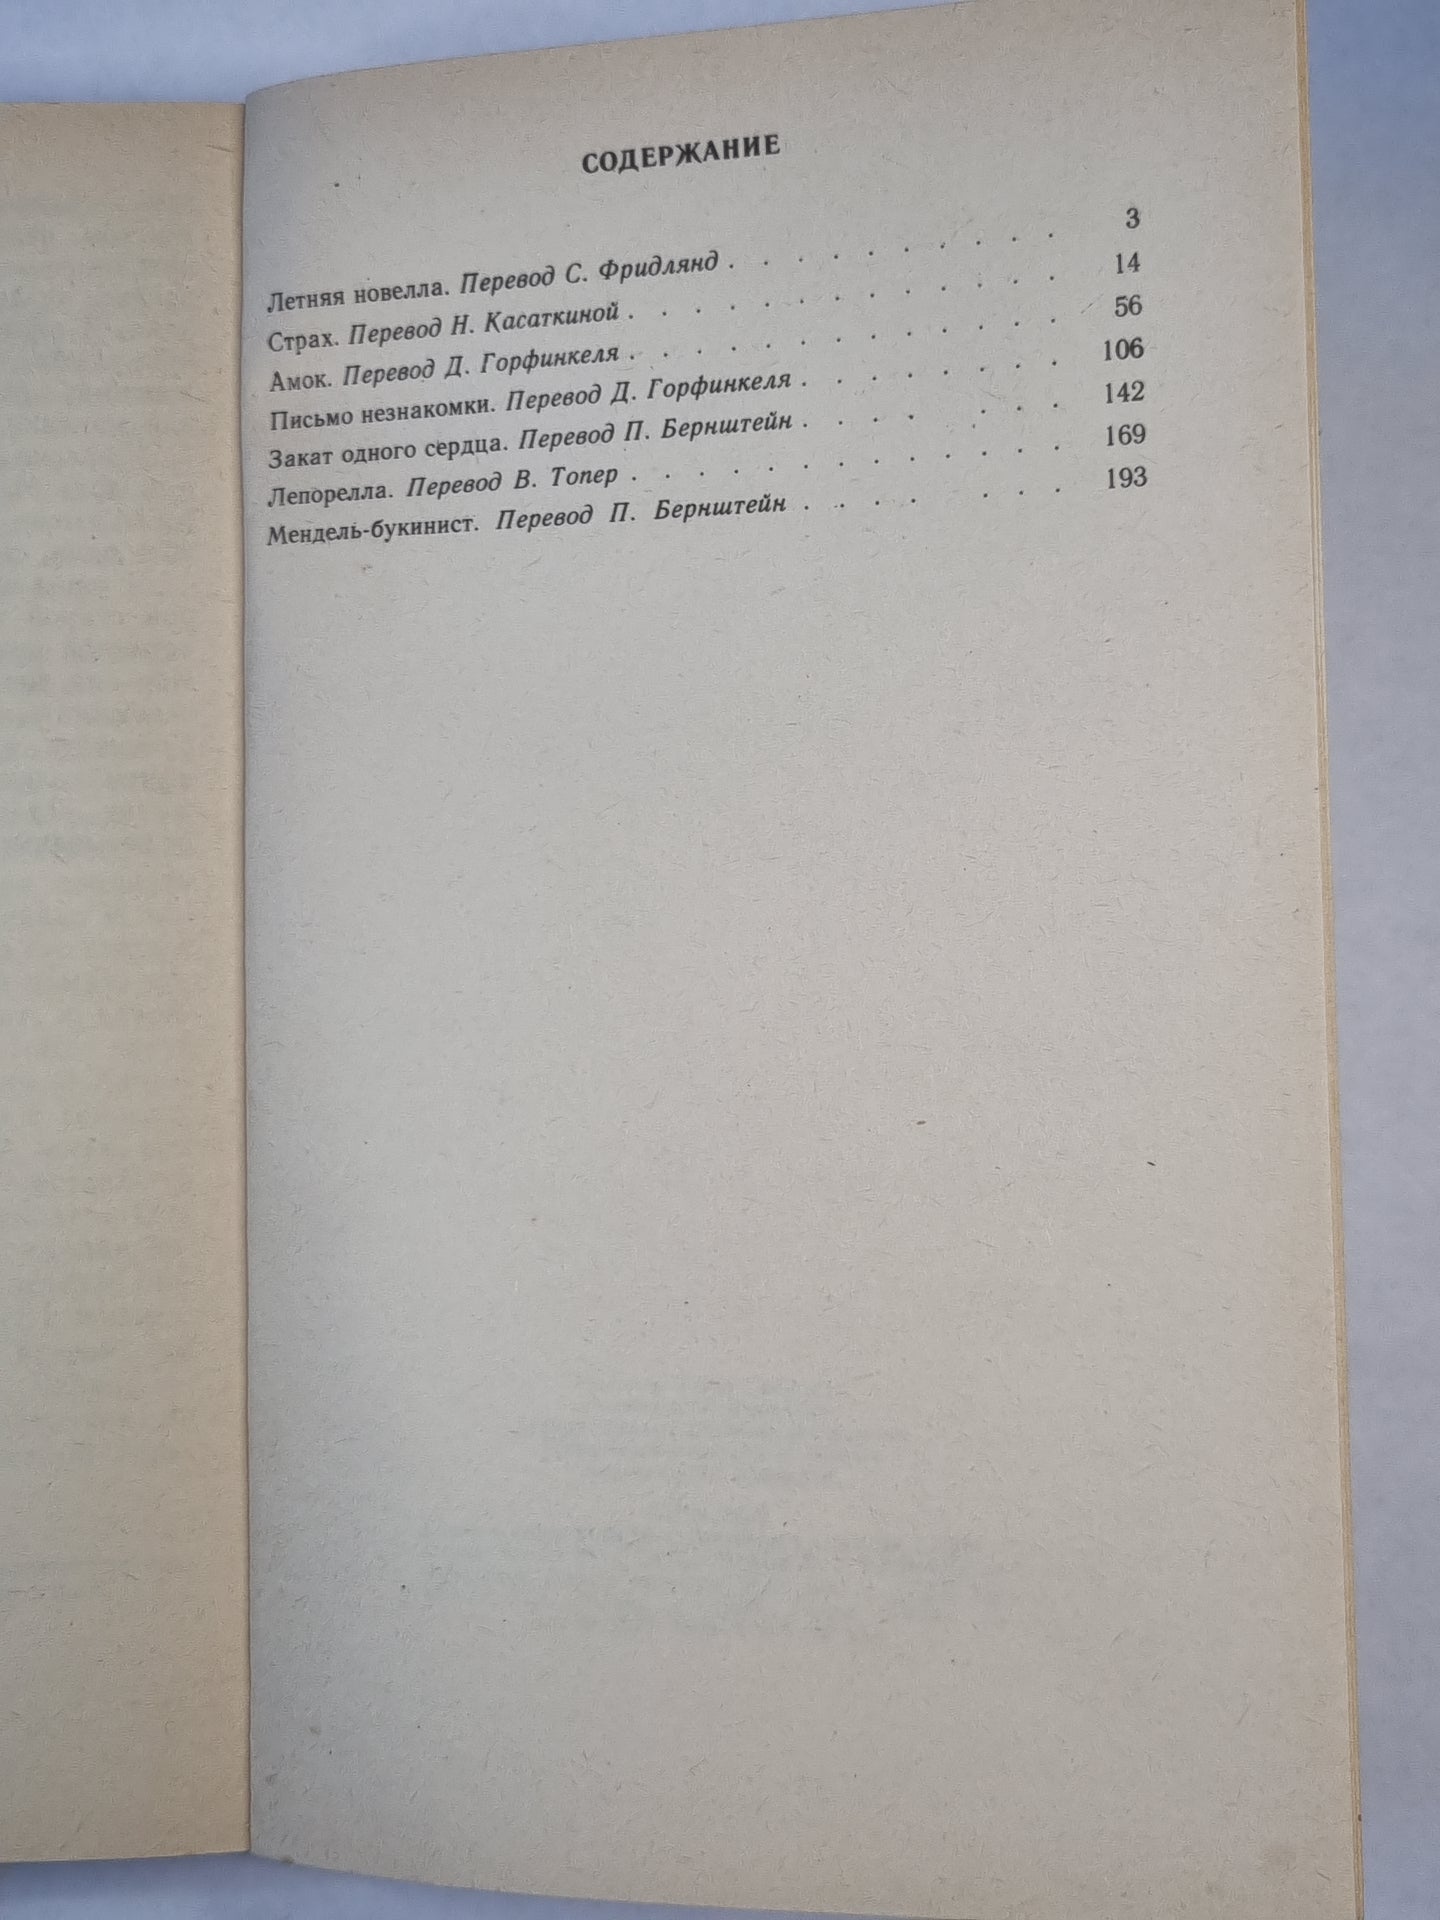 СОДЕРЖАНИЕ
Летняя новелла. Перевод С. Фридлянд . . . . . . . . . . 3
Страх. Перевод Н. Касаткиной . . . . . . . . . . . . . 14
Амок. Перевод Д. Горфинкеля . . . . . . . . . . . . . 56
Письмо незнакомки. Перевод Д. Горфинкеля . . . . . . . . 106
Закат одного сердца. Перевод П. Бернштейн . . . . . . . 142
Лепорелла. Перевод В. Топер . . . . . . . . . . . . . 169
Мендель-букинист. Перевод П. Бернштейн . . . . . . . 193